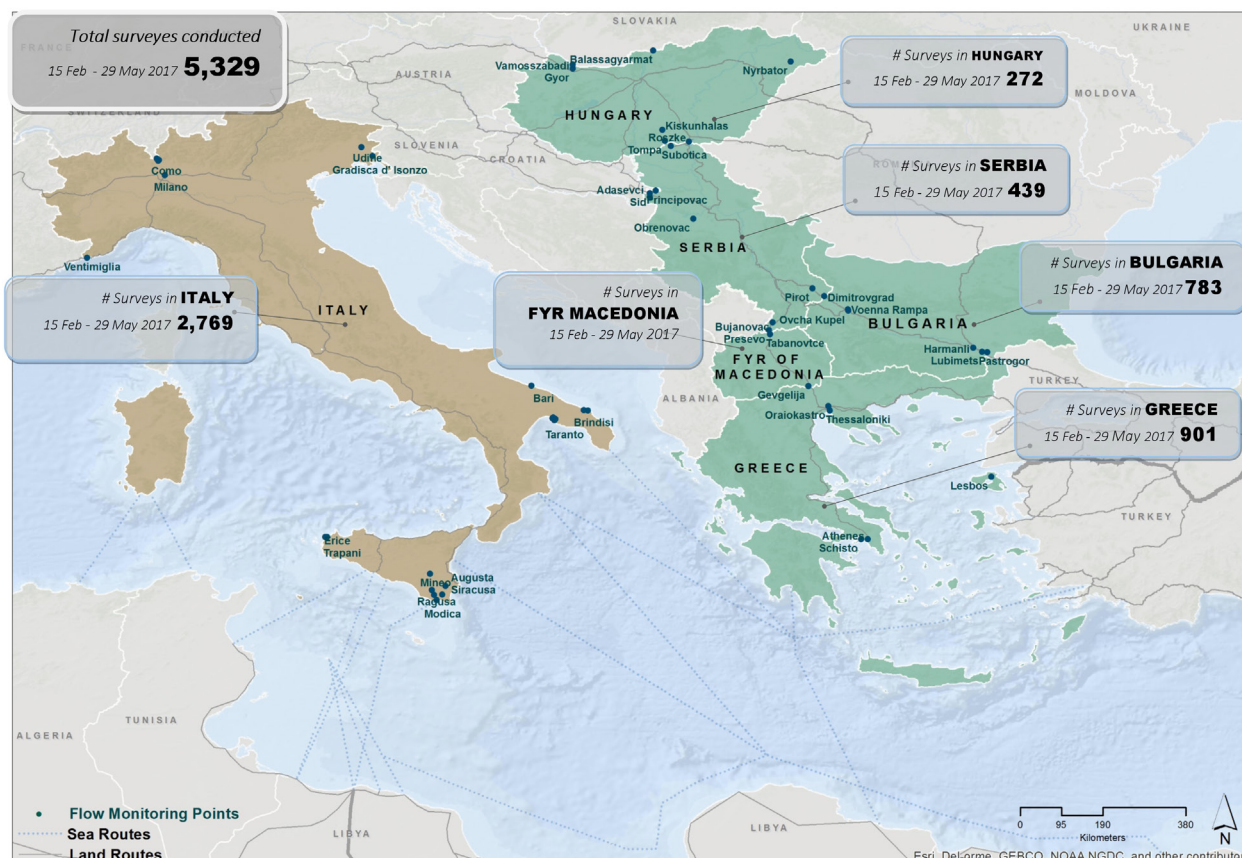 Total surveyes conducted
15 Feb - 29 May 2017 5,329
FRANCE
SWITZERLAND
AUSTRIA
SLOVAKIA
UKRAINE
MOLDOVA
SLOVENIA
CROATIA
# Surveys in HUNGARY
15 Feb - 29 May 2017 272
Balassagyarmat
Vamosszabadi
Gyor
Nyrbator
HUNGARY
Kiskunhalas
Roszke
Tompa
Subotica
Udine
Gradisca d' Isonzo
Como
Milano
# Surveys in SERBIA
15 Feb - 29 May 2017 439
Adasevci
Sid
Principovac
Obrenovac
SERBIA
Ventimiglia
# Surveys in BULGARIA
15 Feb - 29 May 2017 783
# Surveys in ITALY
15 Feb - 29 May 2017 2,769
ITALY
# Surveys in
FYR MACEDONIA
15 Feb - 29 May 2017
Pirot
Dimitrovgrad
Voenna Rampa
Ovcha Kupel
BULGARIA
Bujanovac
Presevo
Tabanovtce
Harmanli
Lubimets
Pastrogor
FYR OF
MACEDONIA
TURKEY
Gevgelija
ALBANIA
Oraiokastro
Thessaloniki
Bari
Brindisi
Taranto
# Surveys in GREECE
15 Feb - 29 May 2017 901
GREECE
Lesbos
TURKEY
Athenes
Schisto
Erice
Trapani
Mineo
Augusta
Siracusa
Ragusa
Modica
TUNISIA
ALGERIA
LIBYA
LIBYA
Flow Monitoring Points
Sea Routes
Land Routes
0 95 190 380
Kilometers
N
Esri, DeLorme, GEBCO, NOAA NGDC, and other contributo